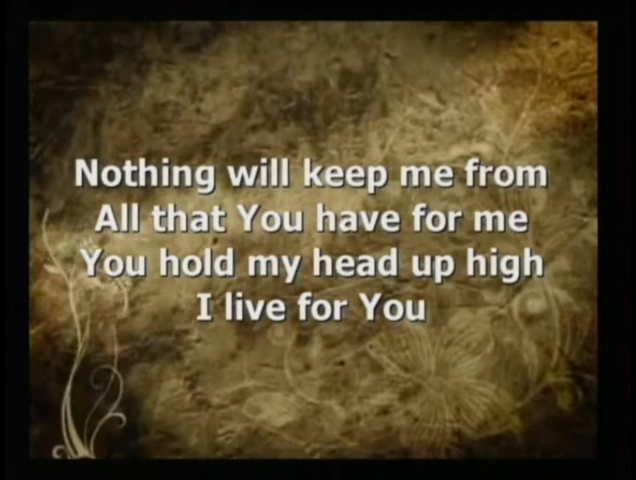 Nothing will keep me from
All that You have for me
You hold my head up high
I live for You